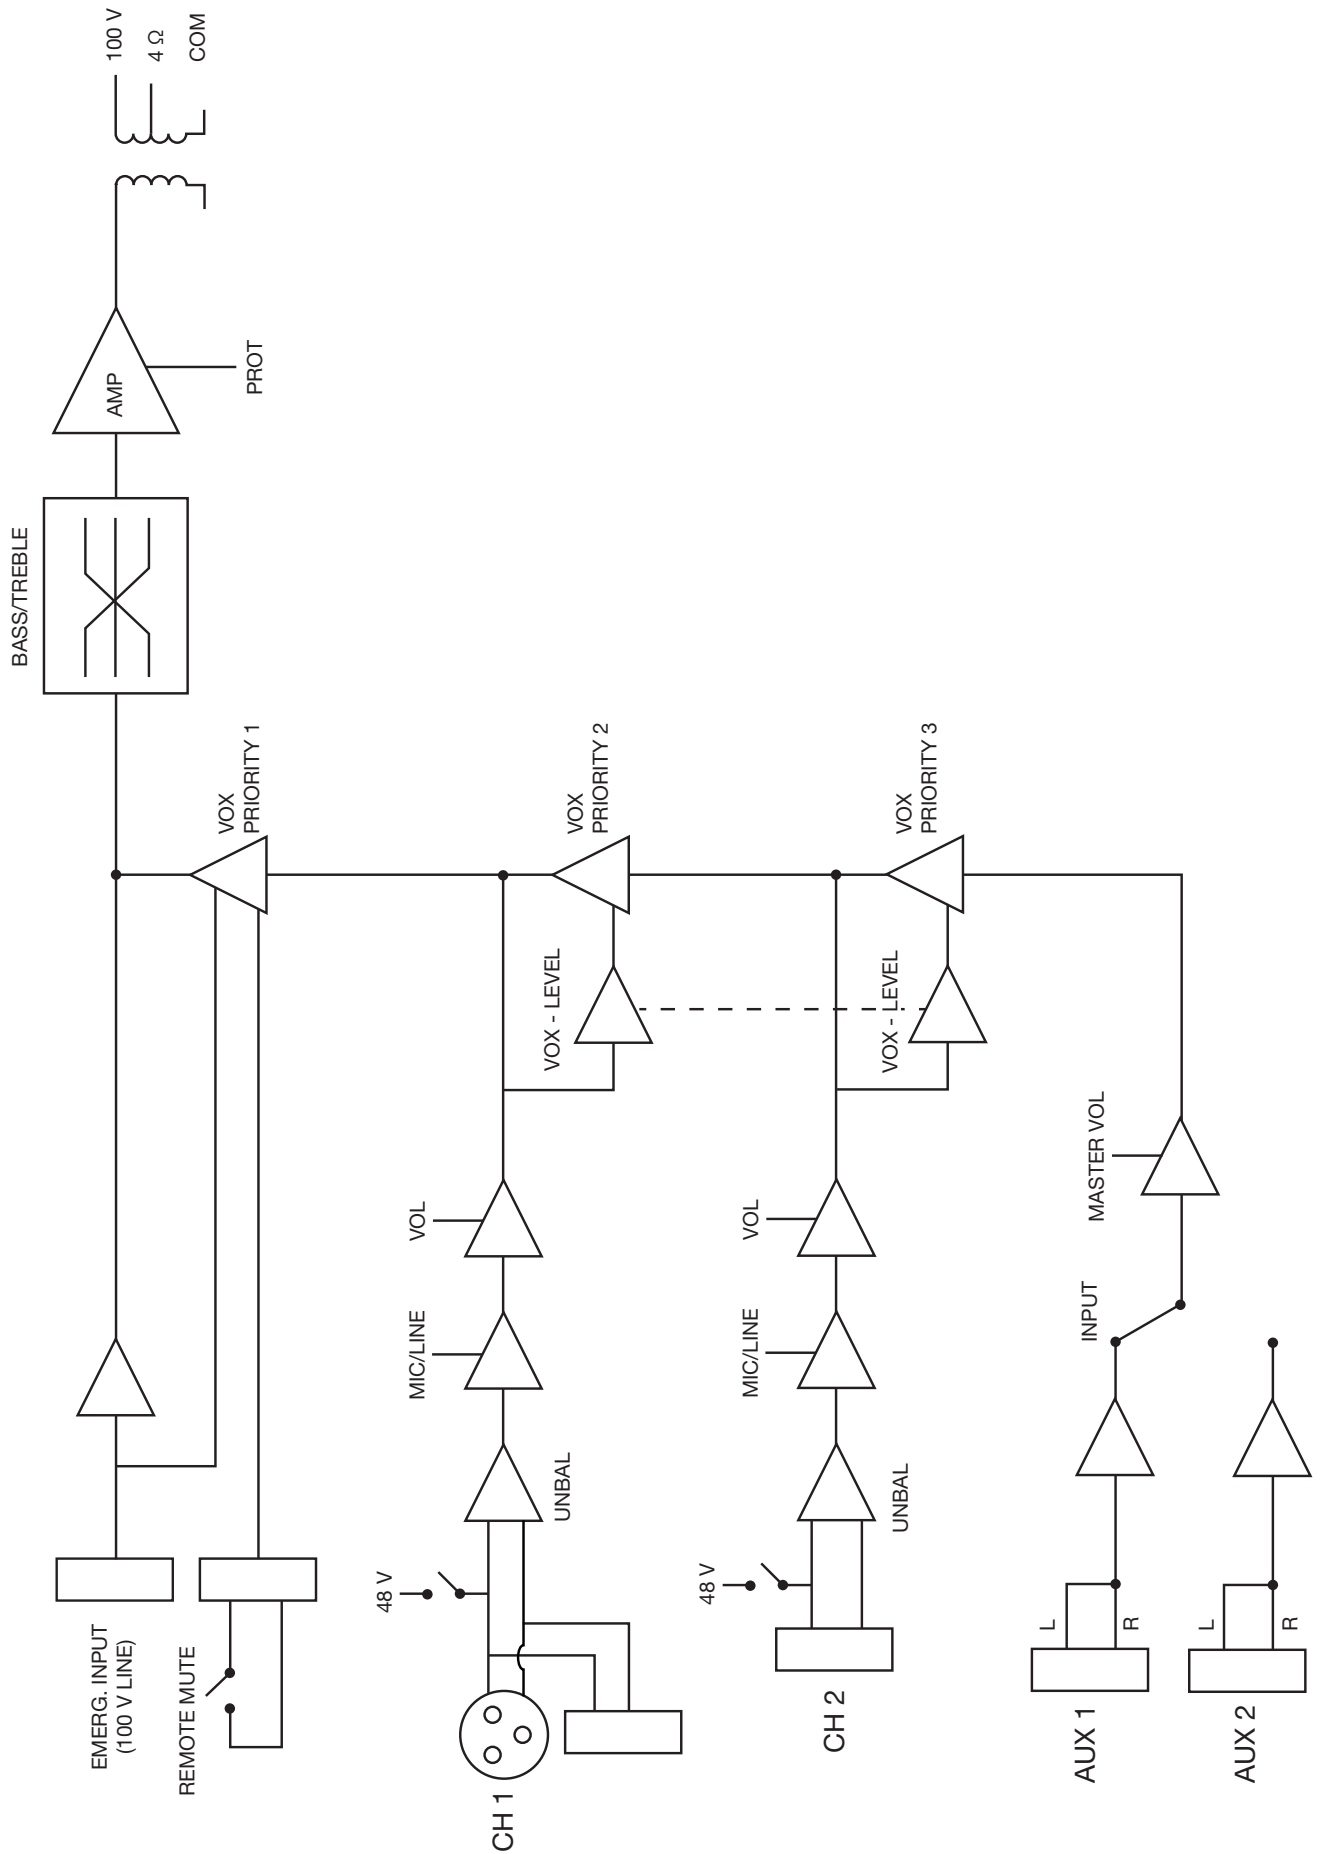 EMERG. INPUT
(100 V LINE)
REMOTE MUTE
BASS/TREBLE
AMP
PROT
100 V
4 Ω
COM
VOX
PRIORITY 1
CH 1
48 V
UNBAL
MIC/LINE
VOL
VOX - LEVEL
VOX
PRIORITY 2
CH 2
48 V
UNBAL
MIC/LINE
VOL
VOX - LEVEL
VOX
PRIORITY 3
AUX 1
L
R
INPUT
MASTER VOL
AUX 2
L
R